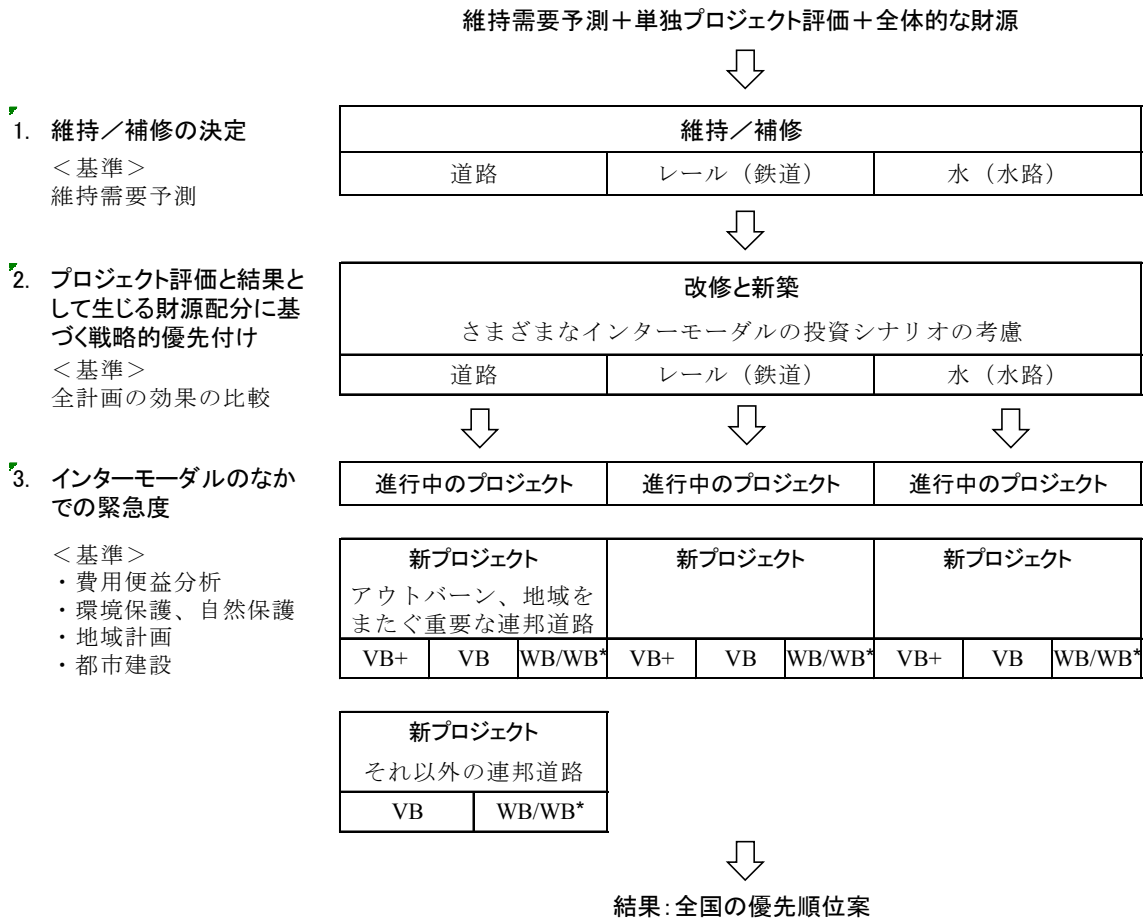 維持需要予測＋単独プロジェクト評価＋全体的な財源
1. 維持／補修の決定
＜基準＞
維持需要予測
維持／補修
道路 レール（鉄道） 水（水路）
2. プロジェクト評価と結果と
して生じる財源配分に基
づく戦略的優先付け
＜基準＞
全計画の効果の比較
改修と新築
さまざまなインターモーダルの投資シナリオの考慮
道路 レール（鉄道） 水（水路）
3. インターモーダルのなか
での緊急度
＜基準＞
・費用便益分析
・環境保護、自然保護
・地域計画
・都市建設
進行中のプロジェクト 進行中のプロジェクト 進行中のプロジェクト
新プロジェクト 新プロジェクト 新プロジェクト
アウトバーン、地域を
またぐ重要な連邦道路
VB+ VB WB/WB* VB+ VB WB/WB* VB+ VB WB/WB*
新プロジェクト
それ以外の連邦道路
VB WB/WB*
結果：全国の優先順位案